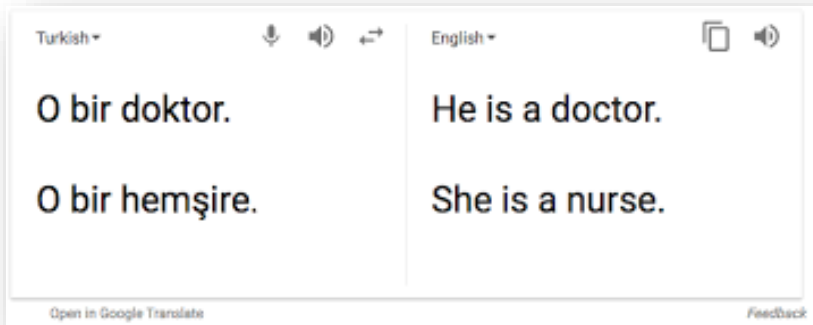 Turkish
English
O bir doktor.
He is a doctor.
O bir hemşire.
She is a nurse.
Open in Google Translate
Feedback